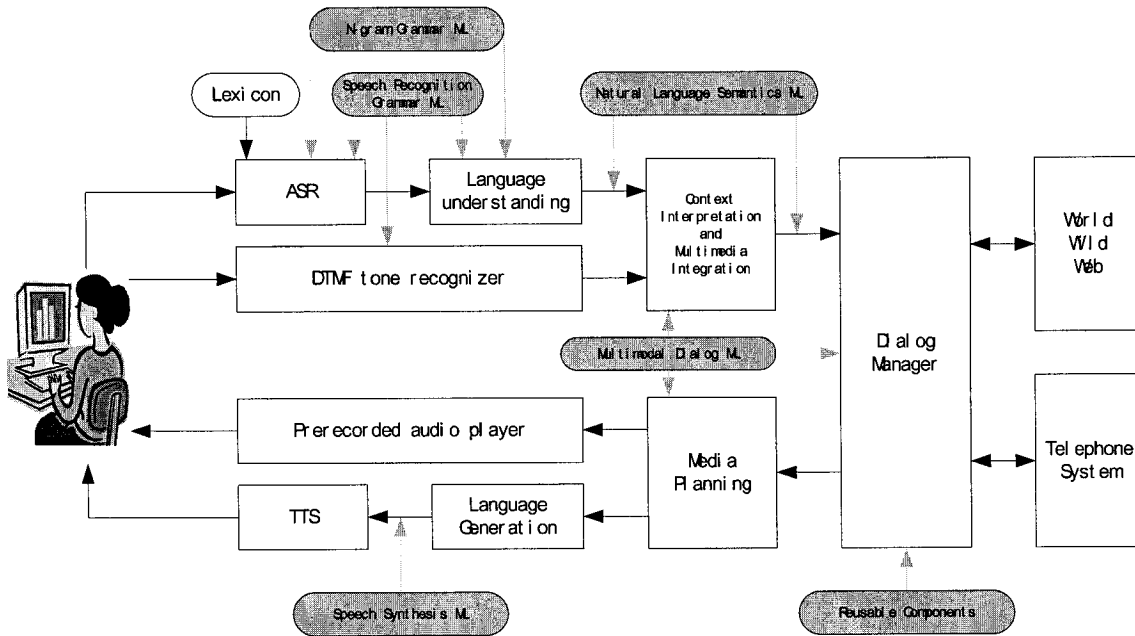 N-gram Grammar ML
Lexicon
Speech Recognition
Grammar ML
Natural Language Semantics ML
ASR
Language
understanding
Context
Interpretation
and
Multimedia
Integration
World
Wild
Web
DTMF tone recognizer
Multimodal Dialog ML
Dialog
Manager
Prerecorded audio player
Media
Planning
Telephone
System
TTS
Language
Generation
Speech Synthesis ML
Reusable Components